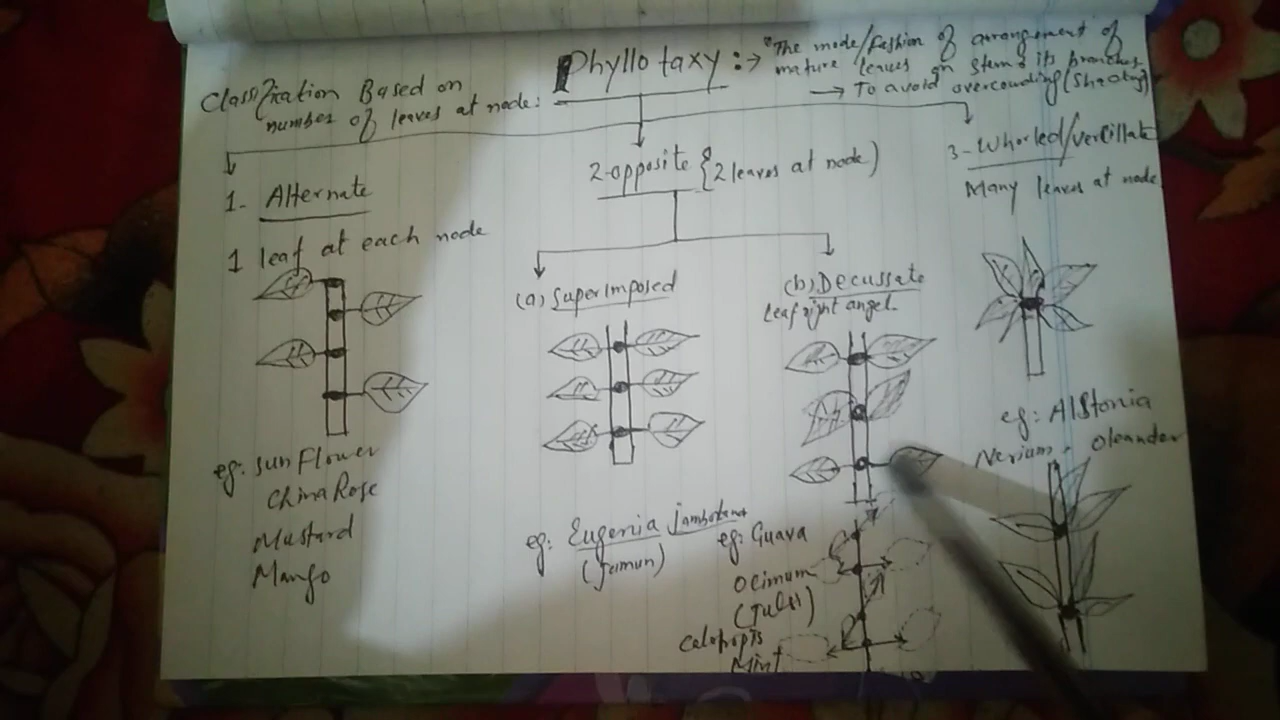 Phyllotaxy :→ "The mode/fashion of arrangement of
mature leaves on stem & its branches
→ To avoid overcrouding (Shading)
Classification Based on
number of leaves at node:
1- Alternate
1 leaf at each node
eg: sunflower
China Rose
Mustard
Mango
2-opposite {2 leaves at node)
(a) Superimposed
eg: Eugenia jambolana
(Jamun)
(b) Decussate
Leaf right angel.
eg: Guava
Ocimum
(Tulsi)
Calotropis
Mint
3-Whorled/verticillate
Many leaves at node
eg: Alstonia
Nerium, Oleander